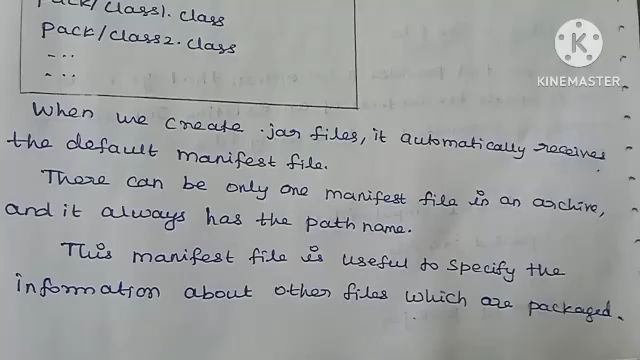 pack/class1.class
pack/class2.class
...
...
KINEMASTER
When we create .jar files, it automatically receives
the default manifest file.
There can be only one manifest file in an archive,
and it always has the path name.
This manifest file is useful to specify the
information about other files which are packaged.